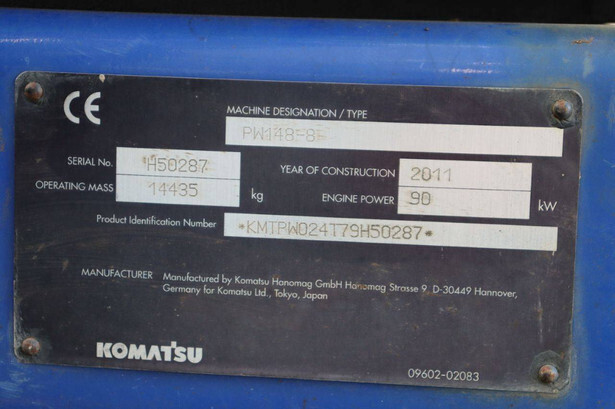 CE
MACHINE DESIGNATION / TYPE
PW148-8
SERIAL No. *H50287*
YEAR OF CONSTRUCTION 2011
OPERATING MASS 14435 kg
ENGINE POWER 90 kW
Product Identification Number *KMTPW024T79H50287*
MANUFACTURER Manufactured by Komatsu Hanomag GmbH Hanomag Strasse 9. D-30449 Hannover,
Germany for Komatsu Ltd., Tokyo, Japan
KOMATSU
09602-02083